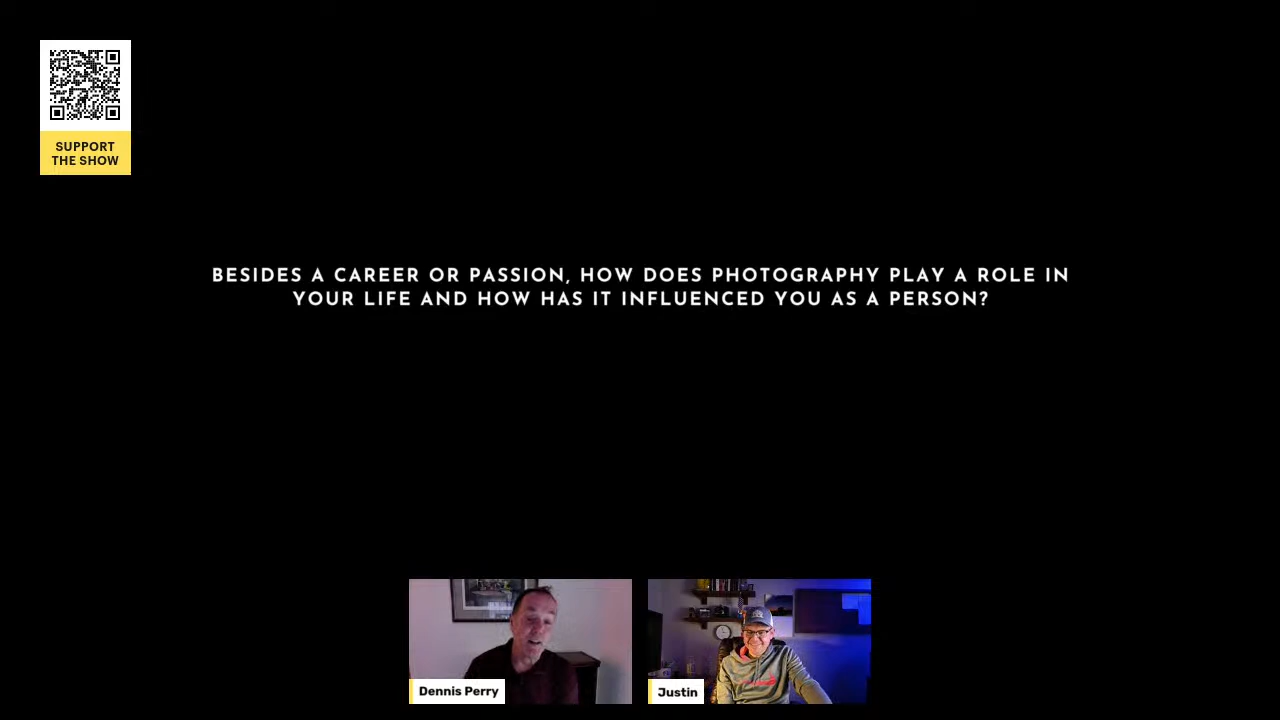 SUPPORT
THE SHOW
BESIDES A CAREER OR PASSION, HOW DOES PHOTOGRAPHY PLAY A ROLE IN
YOUR LIFE AND HOW HAS IT INFLUENCED YOU AS A PERSON?
Dennis Perry
Justin